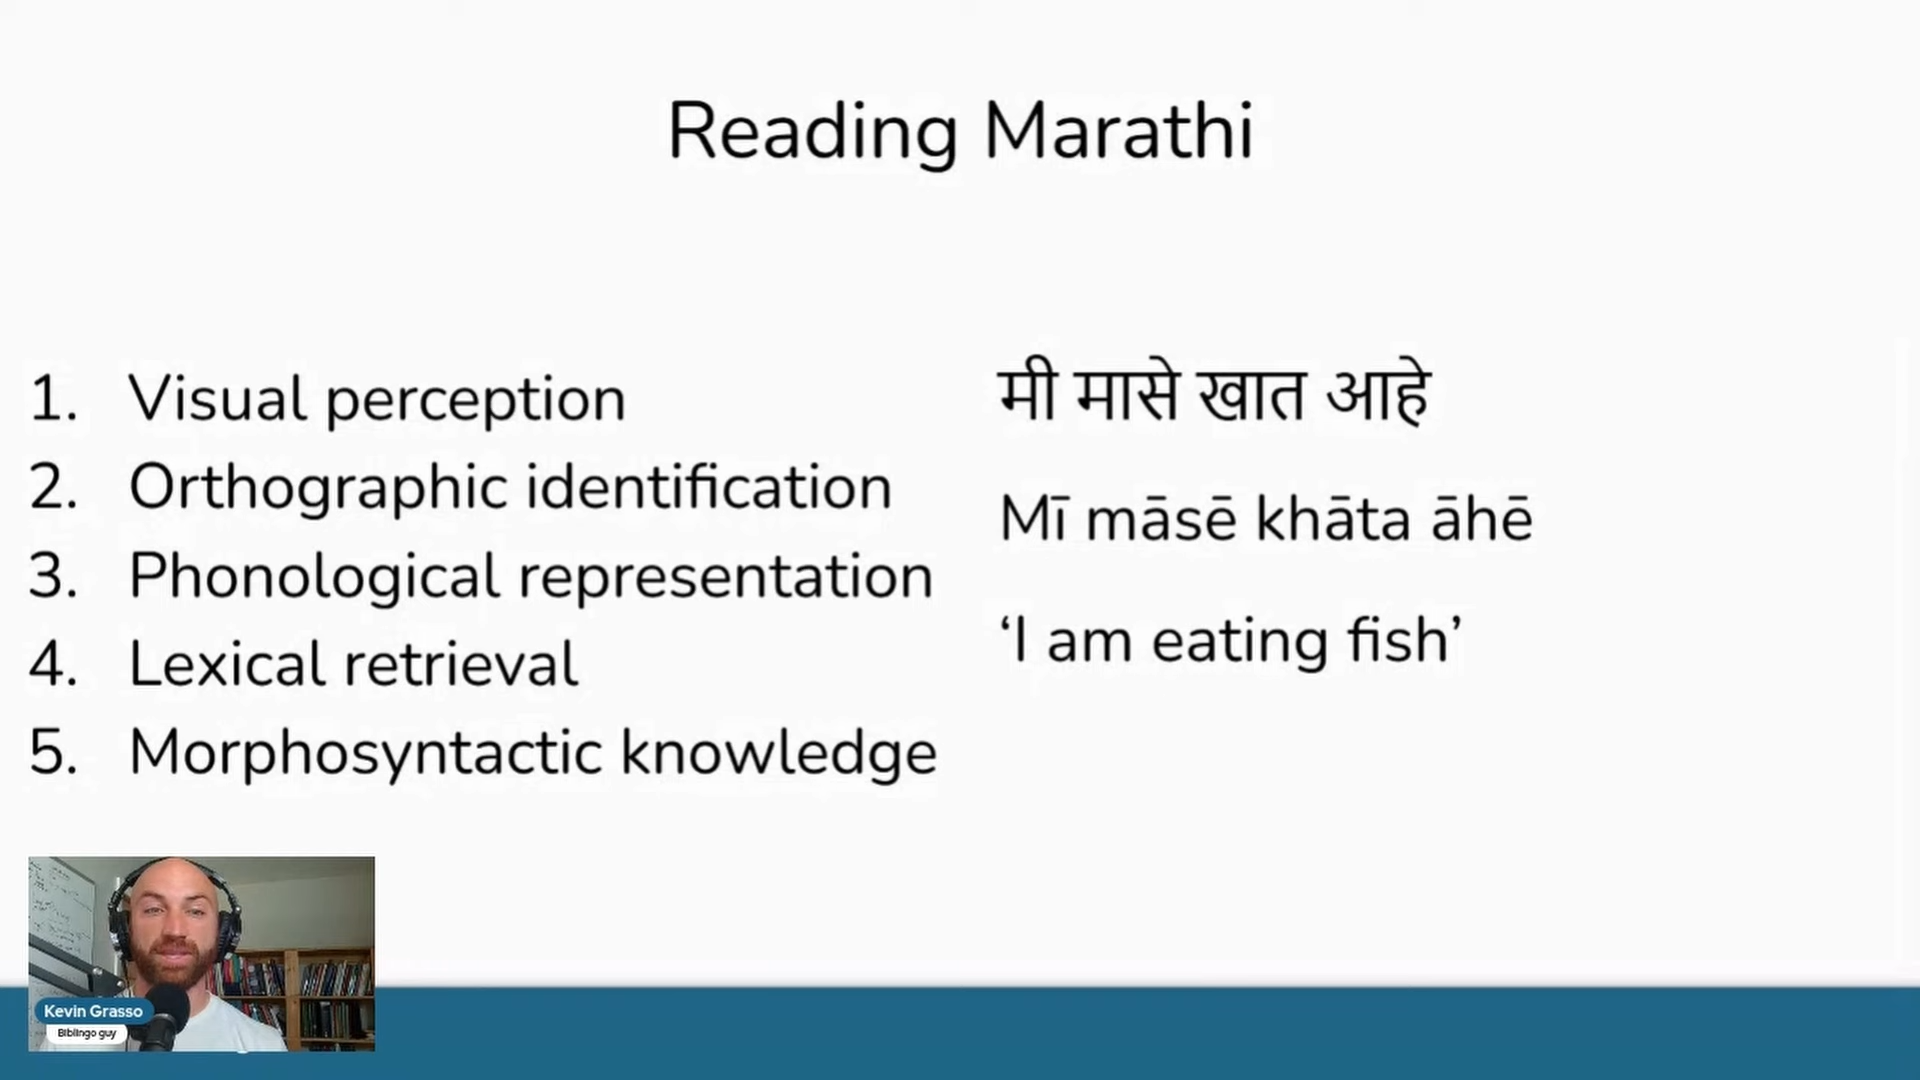 Reading Marathi
1. Visual perception
2. Orthographic identification
3. Phonological representation
4. Lexical retrieval
5. Morphosyntactic knowledge
मी मासे खात आहे
Mī māsē khāta āhē
‘I am eating fish’
Kevin Grasso
Biblingo guy